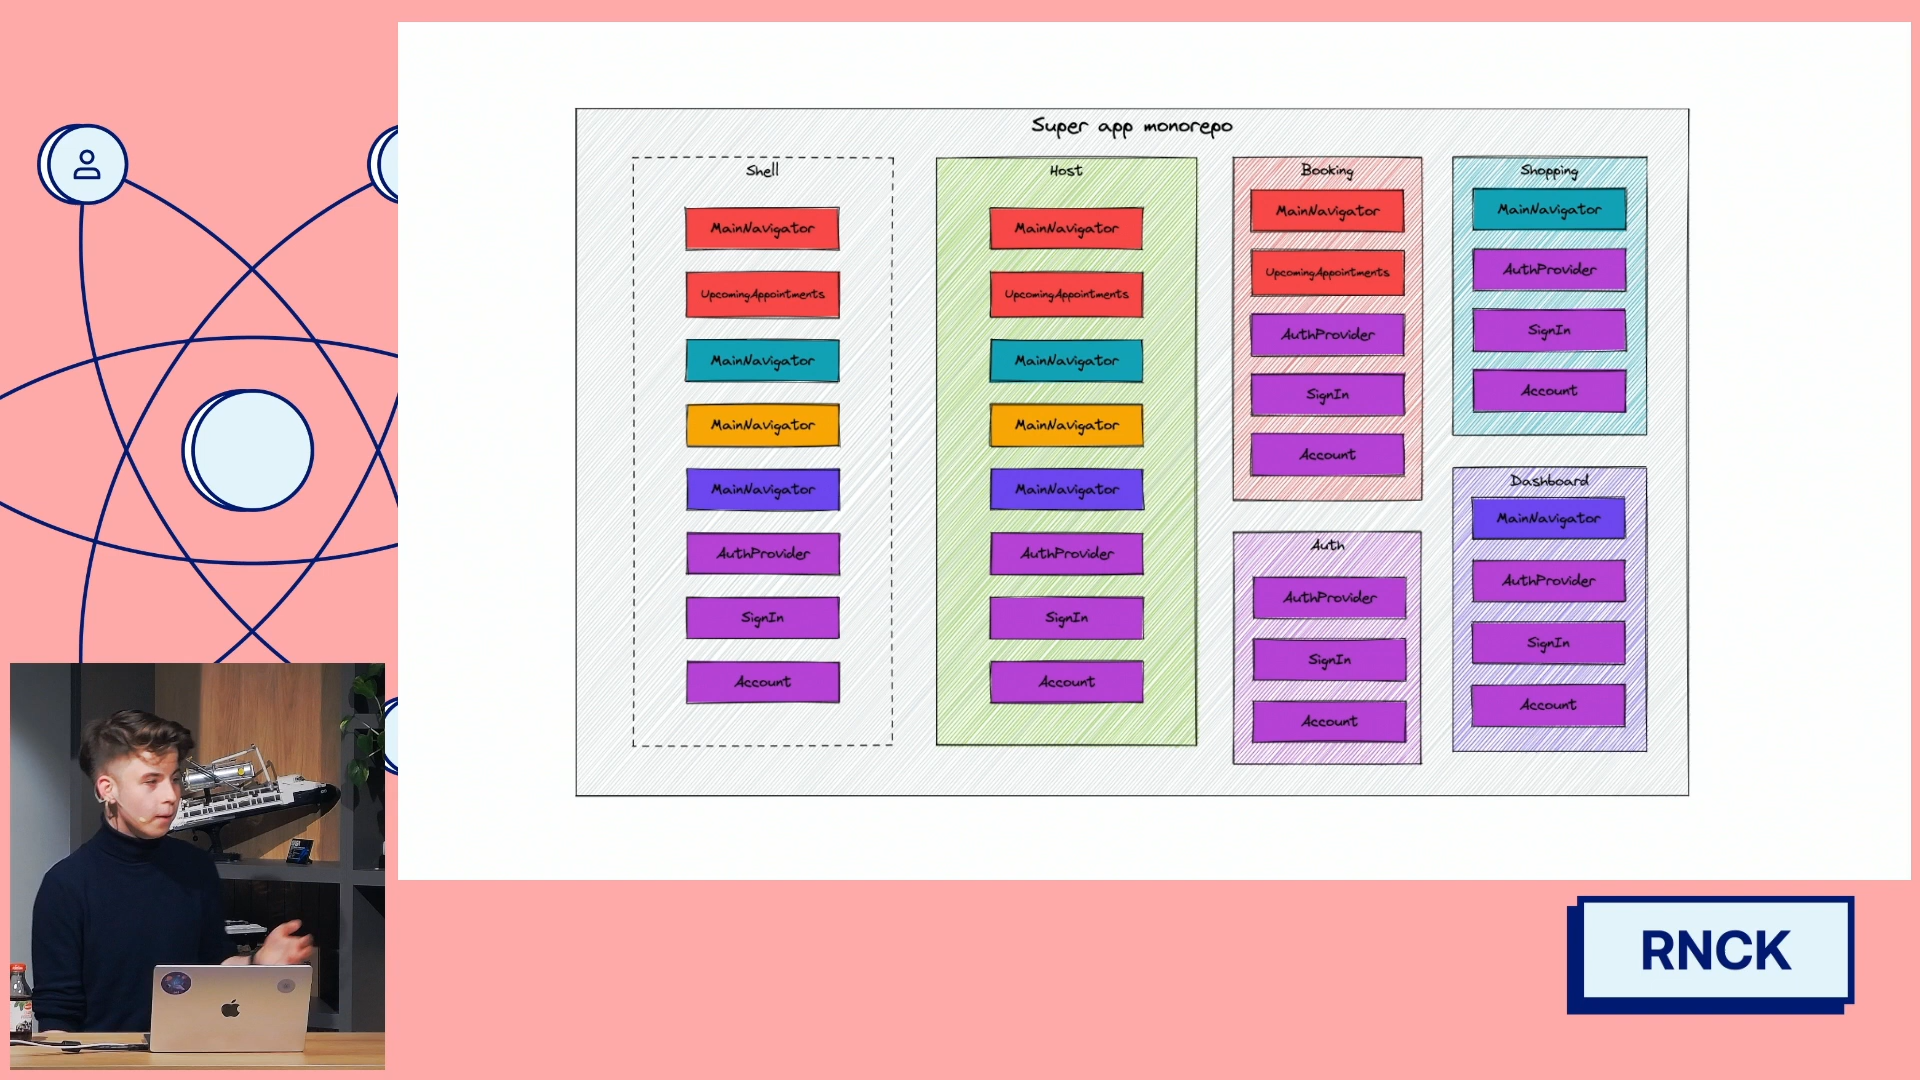 Super app monorepo
Shell
MainNavigator
UpcomingAppointments
MainNavigator
MainNavigator
MainNavigator
AuthProvider
SignIn
Account
Host
MainNavigator
UpcomingAppointments
MainNavigator
MainNavigator
MainNavigator
AuthProvider
SignIn
Account
Booking
MainNavigator
UpcomingAppointments
AuthProvider
SignIn
Account
Shopping
MainNavigator
AuthProvider
SignIn
Account
Auth
AuthProvider
SignIn
Account
Dashboard
MainNavigator
AuthProvider
SignIn
Account
RNCK